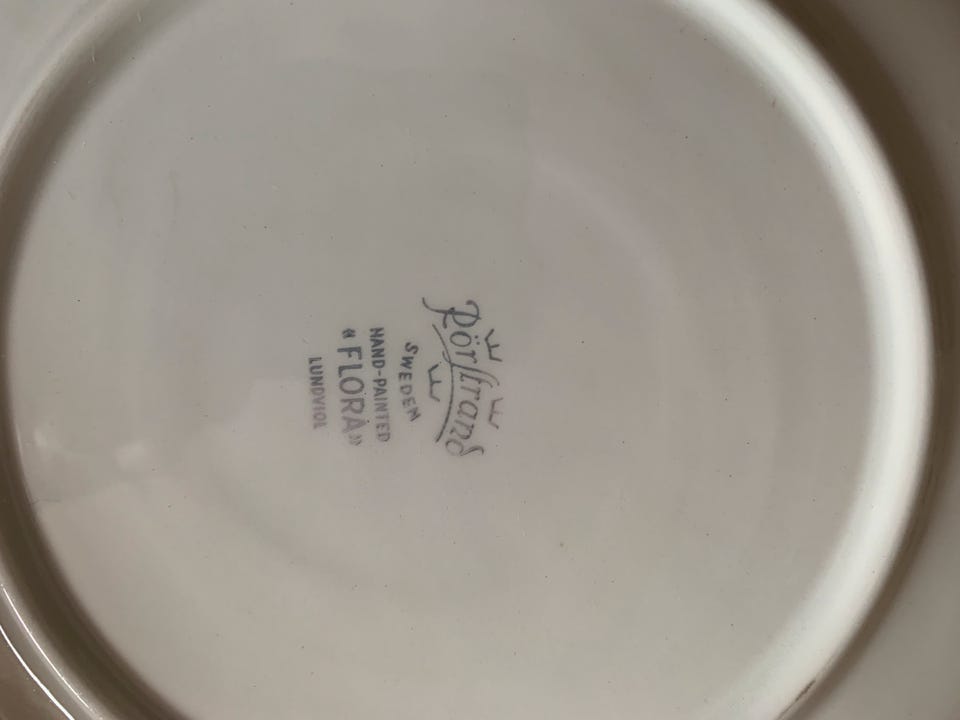 Rörstrand
SWEDEN
HAND-PAINTED
"FLORA"
LUNDVIOL